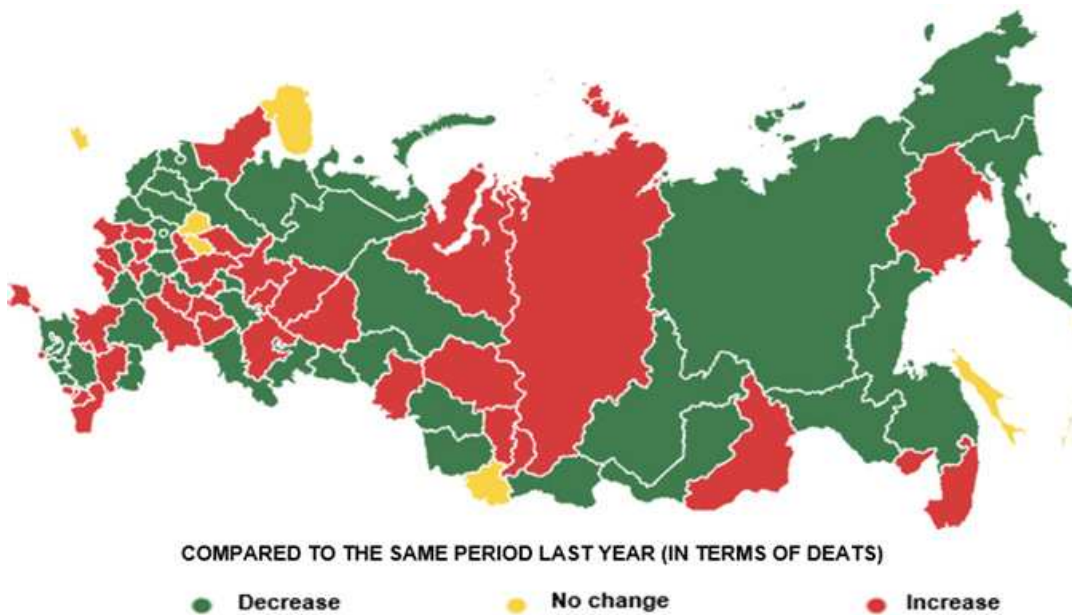 COMPARED TO THE SAME PERIOD LAST YEAR (IN TERMS OF DEATS)
Decrease No change Increase